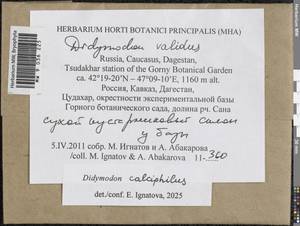 HERBARIUM HORTI BOTANICI PRINCIPALIS (MHA)
Didymodon validus
Russia, Caucasus, Dagestan,
Tsudakhar station of the Gorny Botanical Garden
ca. 42°19-20'N – 47°09-10'E, 1160 m alt.
Россия, Кавказ, Дагестан,
Цудахар, окрестности экспериментальной базы
Горного ботанического сада, долина рч. Сана
сухой кустарниковый склон
у базы
5.IV.2011 собр. М. Игнатов и А. Абакарова
/coll. M. Ignatov & A. Abakarova 11-360
Didymodon calciphilus
det./conf. E. Ignatova, 2025